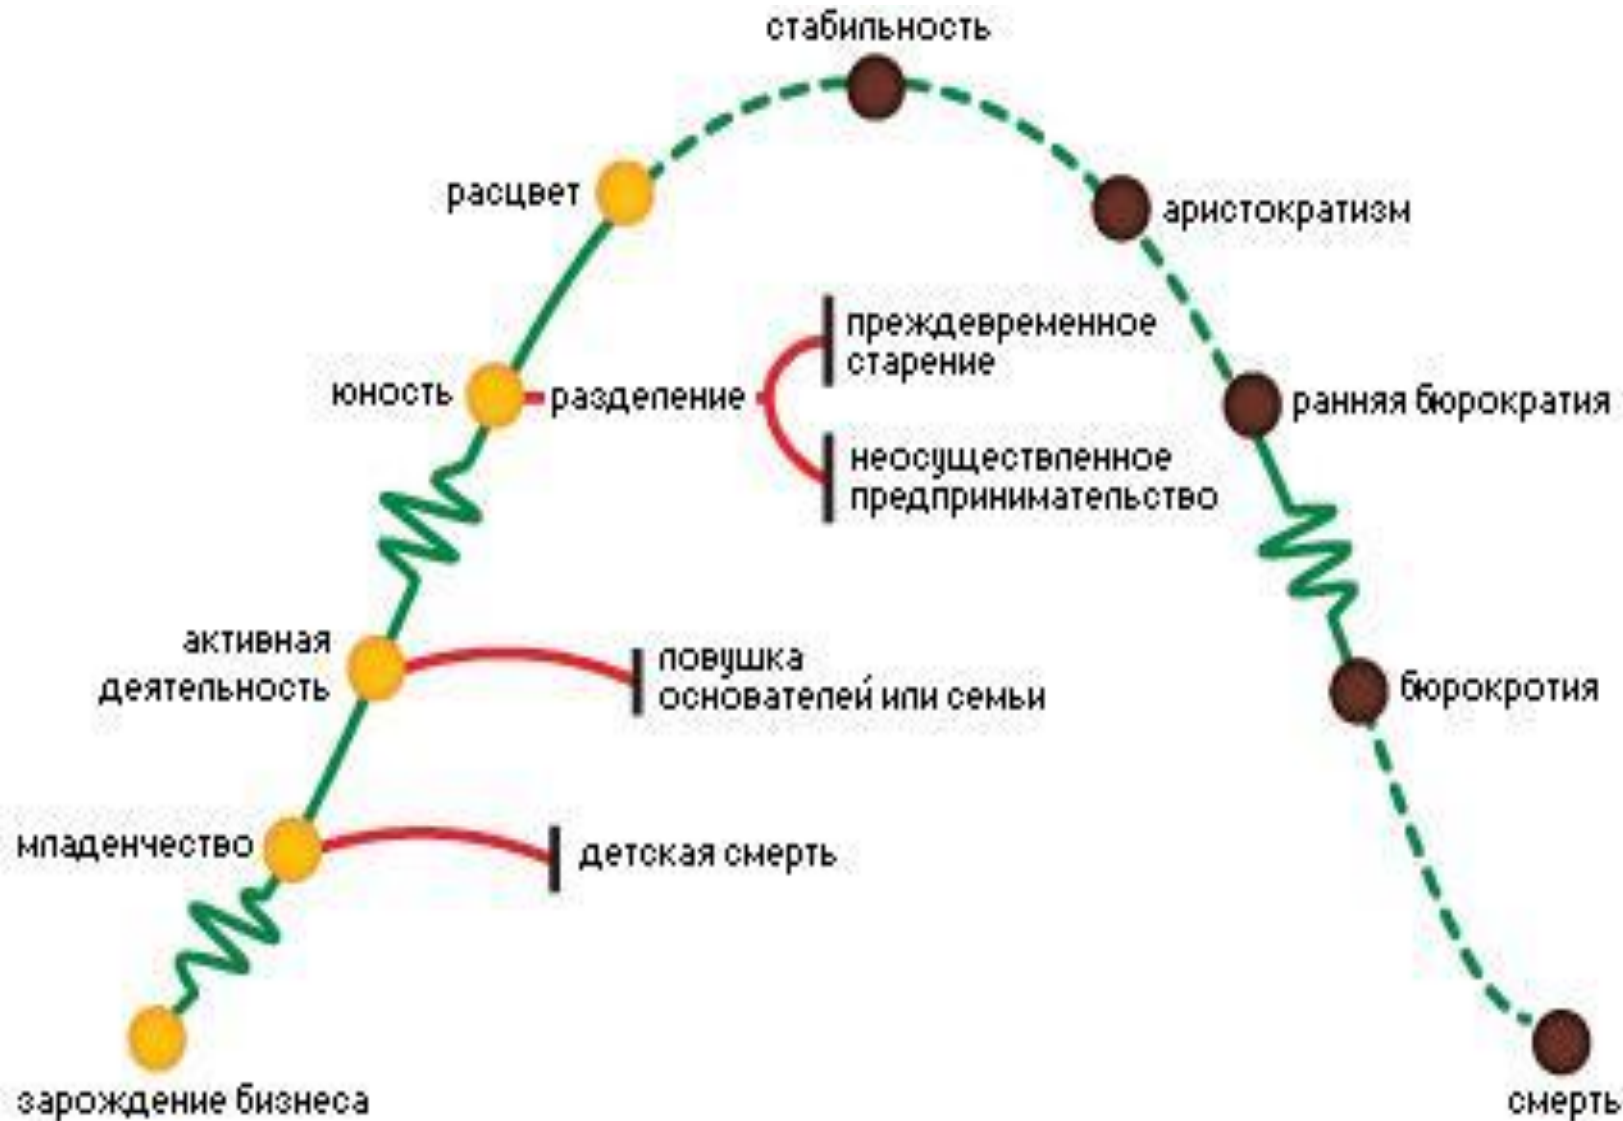 стабильность
расцвет
аристократизм
преждевременное
старение
юность
разделение
ранняя бюрократия
неосуществленное
предпринимательство
активная
деятельность
ловушка
основателей или семьи
бюрокротия
младенчество
детская смерть
зарождение бизнеса
смерть